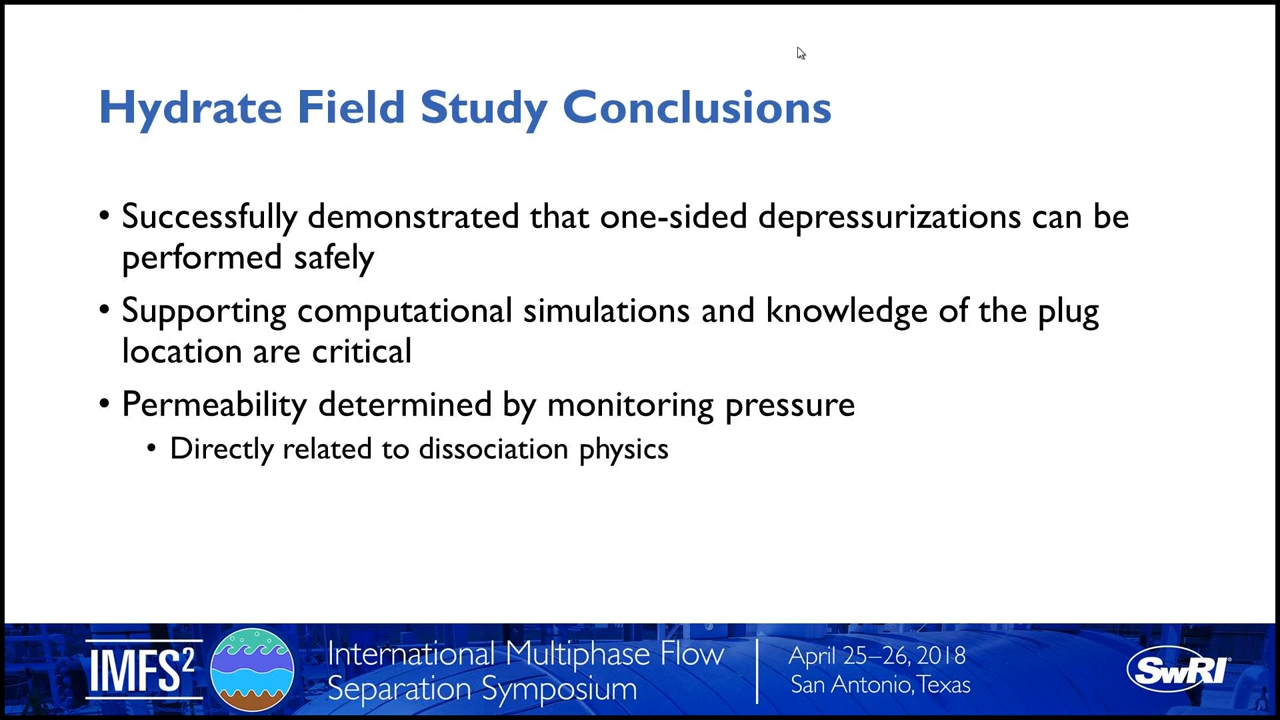 Hydrate Field Study Conclusions
• Successfully demonstrated that one-sided depressurizations can be
performed safely
• Supporting computational simulations and knowledge of the plug
location are critical
• Permeability determined by monitoring pressure
• Directly related to dissociation physics
IMFS²
International Multiphase Flow
Separation Symposium
April 25–26, 2018
San Antonio, Texas
SwRI®